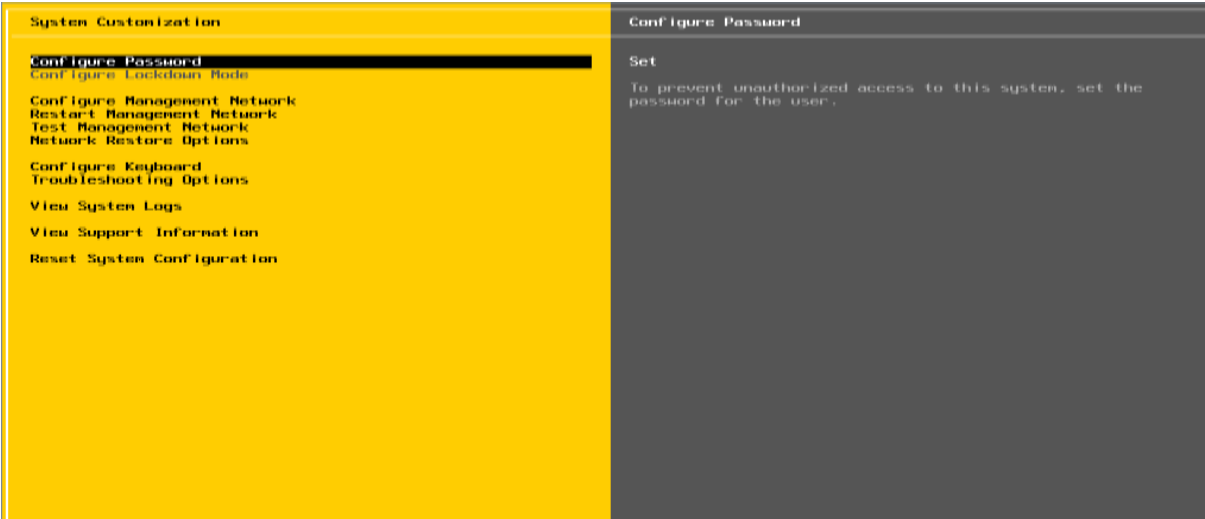 System Customization
Configure Password
Configure Lockdown Mode
Configure Management Network
Restart Management Network
Test Management Network
Network Restore Options
Configure Keyboard
Troubleshooting Options
View System Logs
View Support Information
Reset System Configuration
Configure Password
Set
To prevent unauthorized access to this system, set the
password for the user.